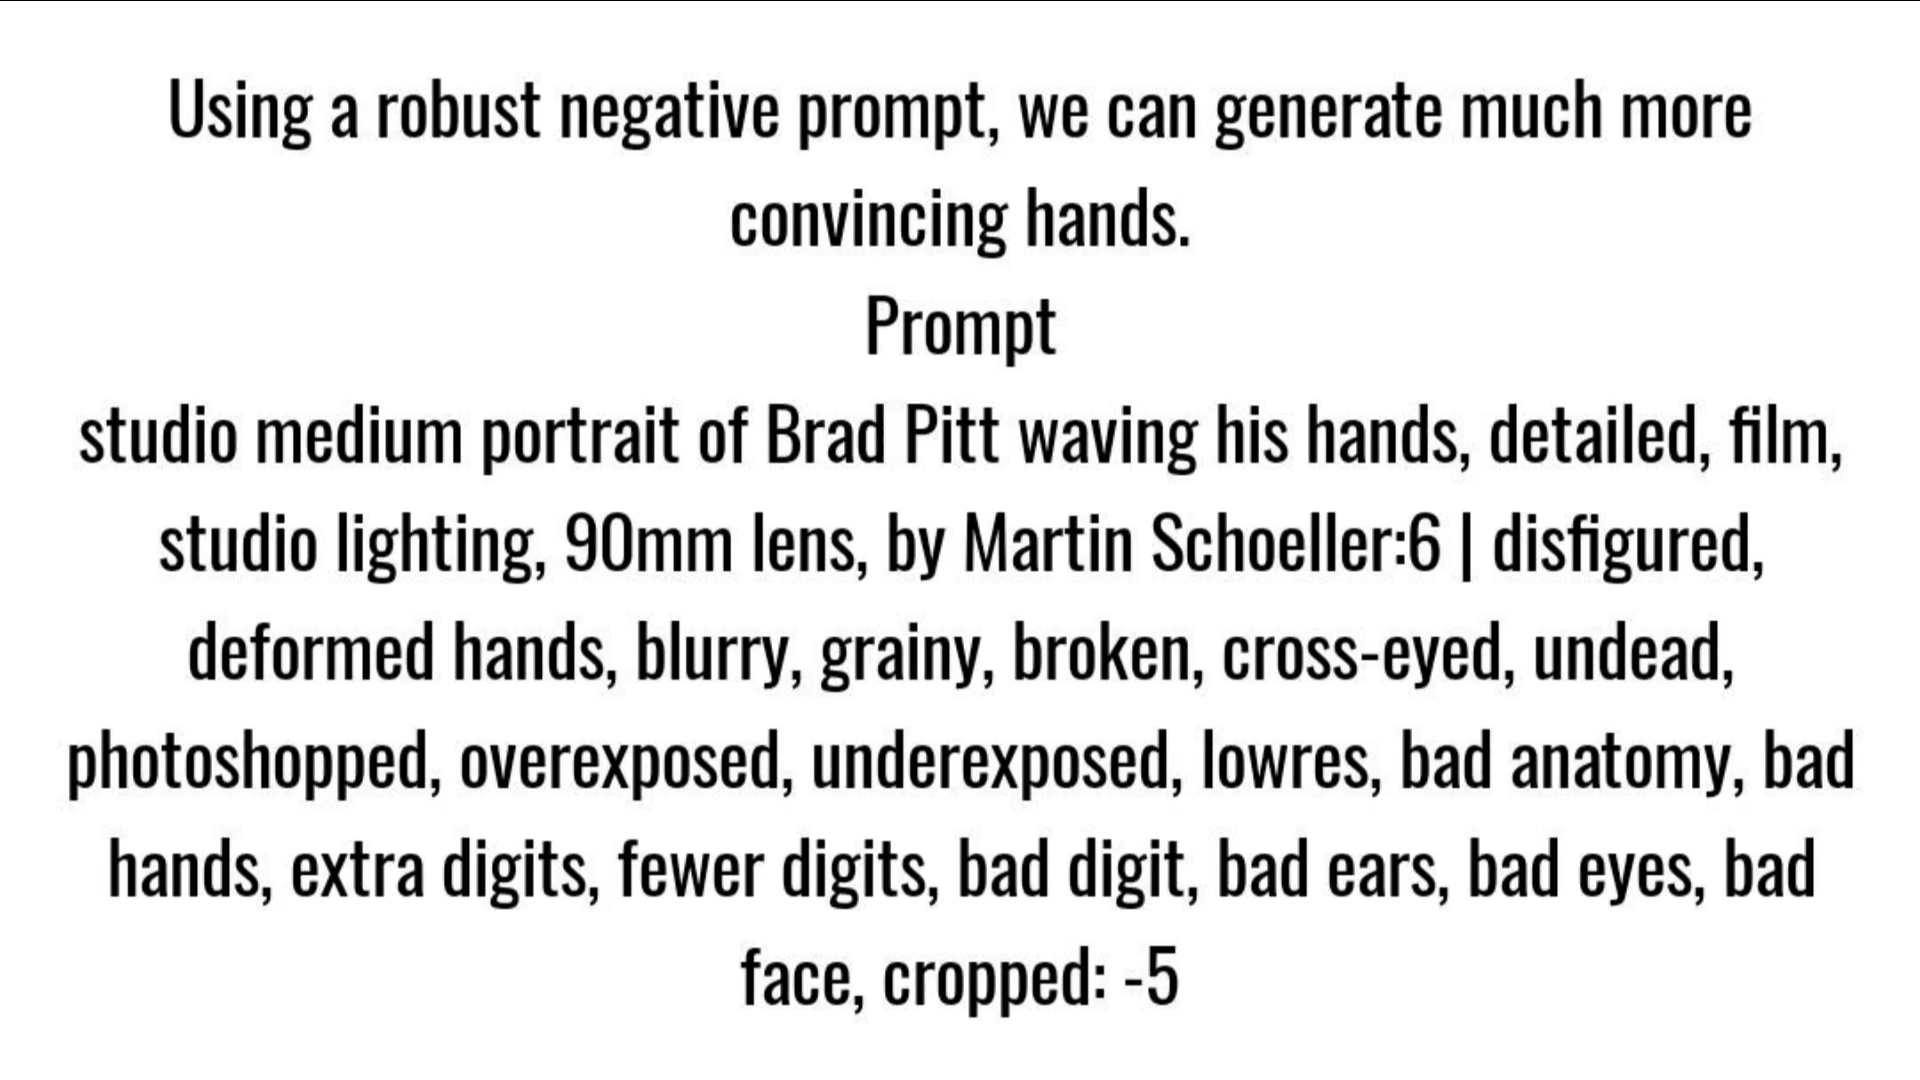 Using a robust negative prompt, we can generate much more
convincing hands.
Prompt
studio medium portrait of Brad Pitt waving his hands, detailed, film,
studio lighting, 90mm lens, by Martin Schoeller:6 | disfigured,
deformed hands, blurry, grainy, broken, cross-eyed, undead,
photoshopped, overexposed, underexposed, lowres, bad anatomy, bad
hands, extra digits, fewer digits, bad digit, bad ears, bad eyes, bad
face, cropped: -5